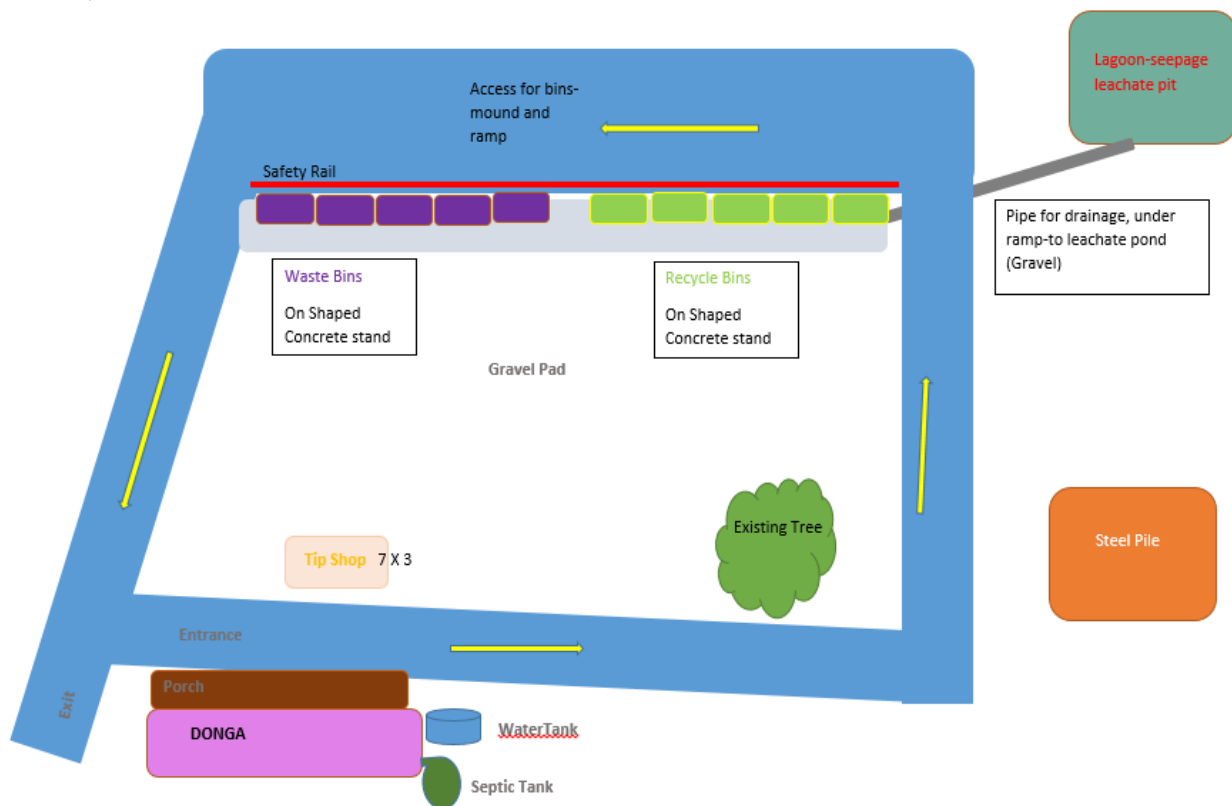 Lagoon-seepage
leachate pit
Access for bins-
mound and
ramp
Safety Rail
Pipe for drainage, under
ramp-to leachate pond
(Gravel)
Waste Bins
On Shaped
Concrete stand
Recycle Bins
On Shaped
Concrete stand
Gravel Pad
Existing Tree
Steel Pile
Tip Shop 7 X 3
Entrance
Exit
Porch
DONGA
WaterTank
Septic Tank